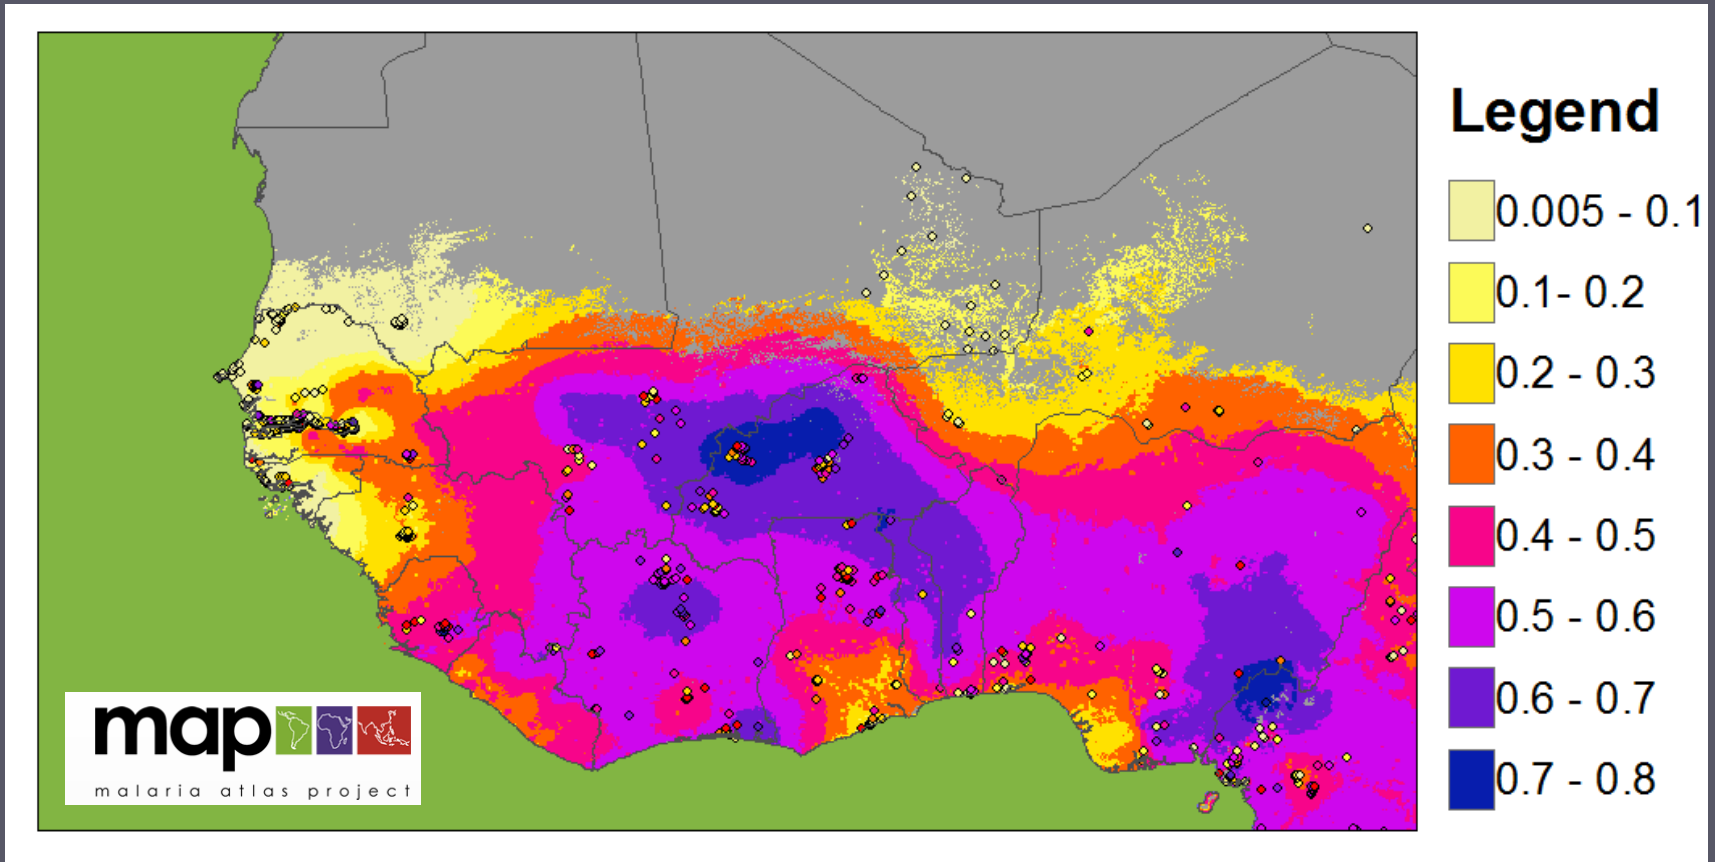 Legend
0.005 - 0.1
0.1- 0.2
0.2 - 0.3
0.3 - 0.4
0.4 - 0.5
0.5 - 0.6
0.6 - 0.7
0.7 - 0.8
map
malaria atlas project